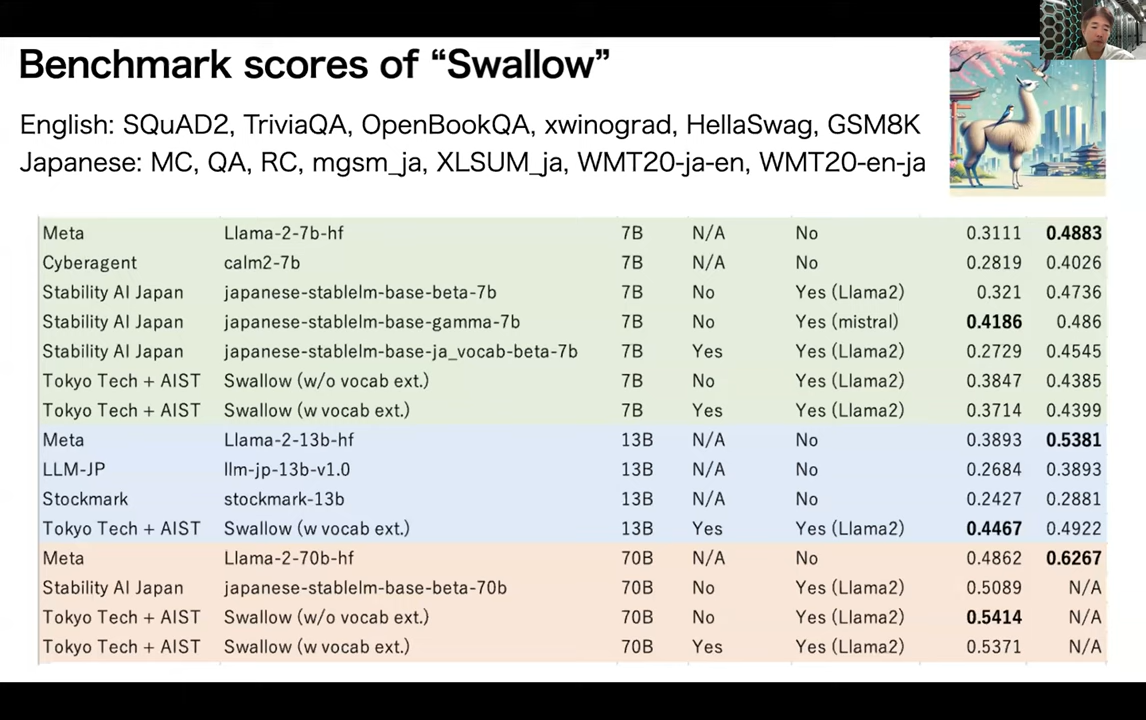 Benchmark scores of “Swallow”
English: SQuAD2, TriviaQA, OpenBookQA, xwinograd, HellaSwag, GSM8K
Japanese: MC, QA, RC, mgsm_ja, XLSUM_ja, WMT20-ja-en, WMT20-en-ja
Meta Llama-2-7b-hf 7B N/A No 0.3111 0.4883
Cyberagent calm2-7b 7B N/A No 0.2819 0.4026
Stability AI Japan japanese-stablelm-base-beta-7b 7B No Yes (Llama2) 0.321 0.4736
Stability AI Japan japanese-stablelm-base-gamma-7b 7B No Yes (mistral) 0.4186 0.486
Stability AI Japan japanese-stablelm-base-ja_vocab-beta-7b 7B Yes Yes (Llama2) 0.2729 0.4545
Tokyo Tech + AIST Swallow (w/o vocab ext.) 7B No Yes (Llama2) 0.3847 0.4385
Tokyo Tech + AIST Swallow (w vocab ext.) 7B Yes Yes (Llama2) 0.3714 0.4399
Meta Llama-2-13b-hf 13B N/A No 0.3893 0.5381
LLM-JP llm-jp-13b-v1.0 13B N/A No 0.2684 0.3893
Stockmark stockmark-13b 13B N/A No 0.2427 0.2881
Tokyo Tech + AIST Swallow (w vocab ext.) 13B Yes Yes (Llama2) 0.4467 0.4922
Meta Llama-2-70b-hf 70B N/A No 0.4862 0.6267
Stability AI Japan japanese-stablelm-base-beta-70b 70B No Yes (Llama2) 0.5089 N/A
Tokyo Tech + AIST Swallow (w/o vocab ext.) 70B No Yes (Llama2) 0.5414 N/A
Tokyo Tech + AIST Swallow (w vocab ext.) 70B Yes Yes (Llama2) 0.5371 N/A